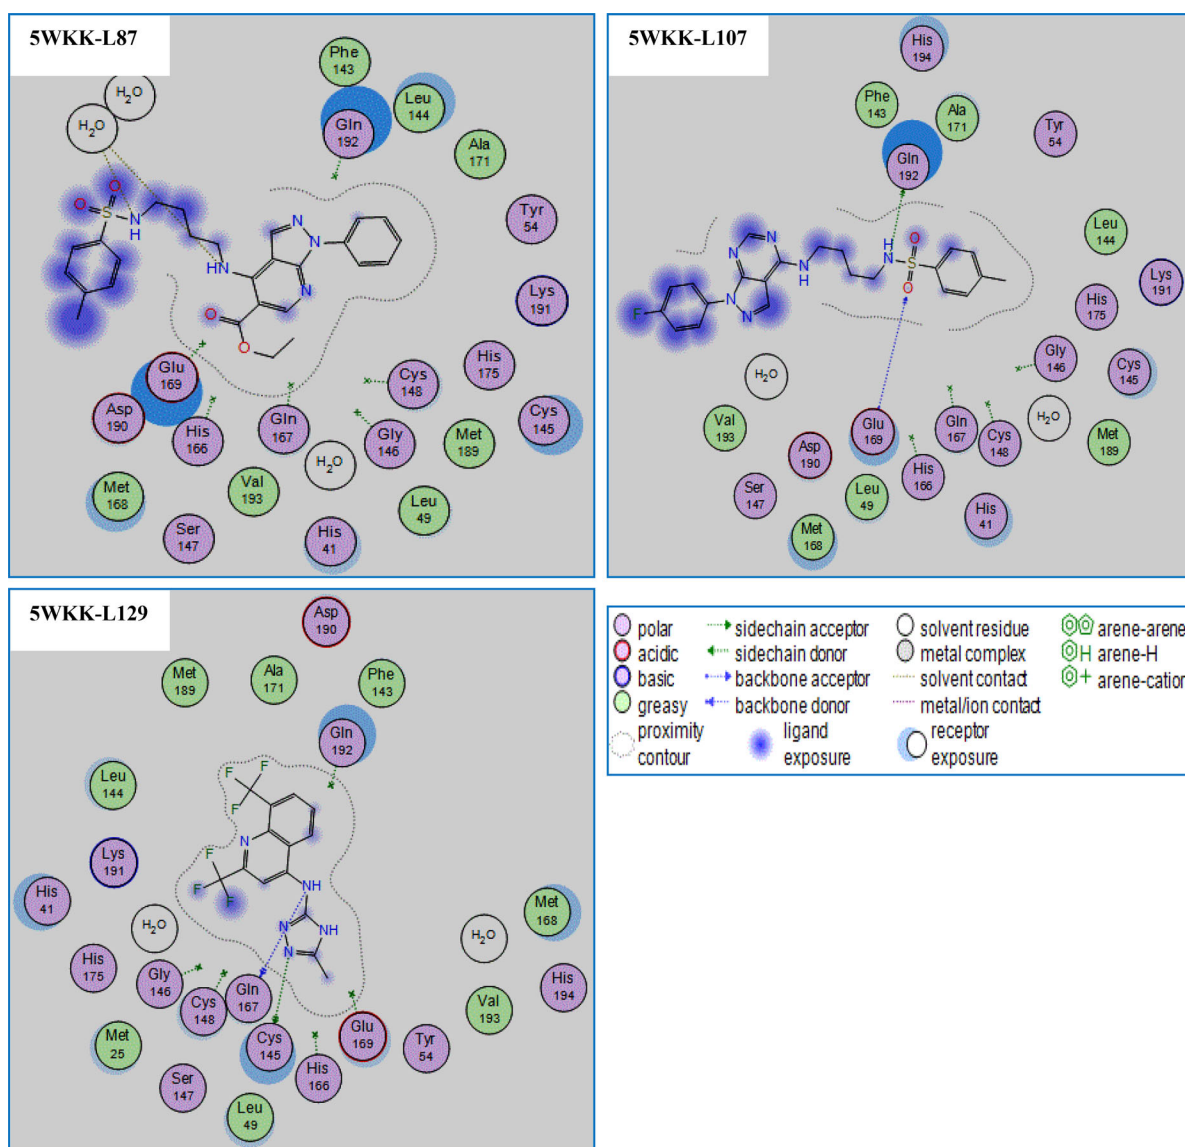 5WKK-L87
Phe
143
H₂O
H₂O
Gln
192
Leu
144
Ala
171
O
O
S
N
H
N
N
N
HN
O
O
Tyr
54
Lys
191
Glu
169
Asp
190
His
166
Gln
167
Cys
148
His
175
Gly
146
Met
189
Cys
145
H₂O
Met
168
Val
193
Leu
49
Ser
147
His
41
5WKK-L107
His
194
Phe
143
Ala
171
Tyr
54
Gln
192
Leu
144
N
N
N
H
H
N
O
S
O
Lys
191
F
N
N
His
175
Gly
146
Cys
145
H₂O
Val
193
Asp
190
Glu
169
Gln
167
Cys
148
H₂O
Met
189
Ser
147
Leu
49
His
166
His
41
Met
168
5WKK-L129
Asp
190
Met
189
Ala
171
Phe
143
Gln
192
Leu
144
F
F
F
N
F
F
F
NH
N
NH
N
Lys
191
His
41
H₂O
Met
168
H₂O
His
175
Gly
146
Cys
148
Gln
167
His
194
Val
193
Met
25
Cys
145
Glu
169
Tyr
54
Ser
147
His
166
Leu
49
polar
sidechain acceptor
solvent residue
arene-arene
acidic
sidechain donor
metal complex
H
arene-H
basic
backbone acceptor
solvent contact
+
arene-cation
greasy
backbone donor
metal/ion contact
proximity
contour
ligand
exposure
receptor
exposure